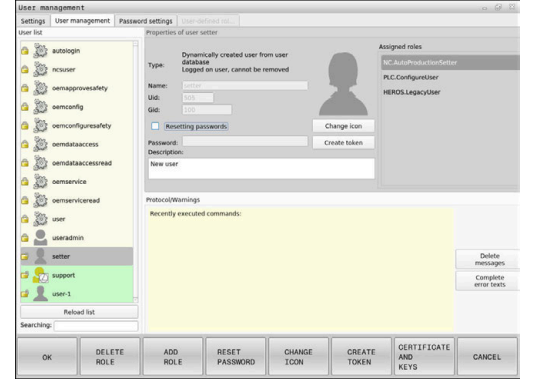 User management
Settings User management Password settings User-defined rol...
User list
autologin
ncsuser
oemapprovesafety
oemconfig
oemconfiguresafety
oemdataaccess
oemdataaccessread
oemservice
oemserviceread
user
useradmin
setter
support
user-1
Reload list
Searching:
Properties of user setter
Type: Dynamically created user from user
database
Logged on user, cannot be removed
Name: setter
Uid: 905
Gid: 100
Resetting passwords
Change icon
Password:
Create token
Description:
New user
Assigned roles
NC.AutoProductionSetter
PLC.ConfigureUser
HEROS.LegacyUser
Protocol/Warnings
Recently executed commands:
Delete
messages
Complete
error texts
OK
DELETE
ROLE
ADD
ROLE
RESET
PASSWORD
CHANGE
ICON
CREATE
TOKEN
CERTIFICATE
AND
KEYS
CANCEL